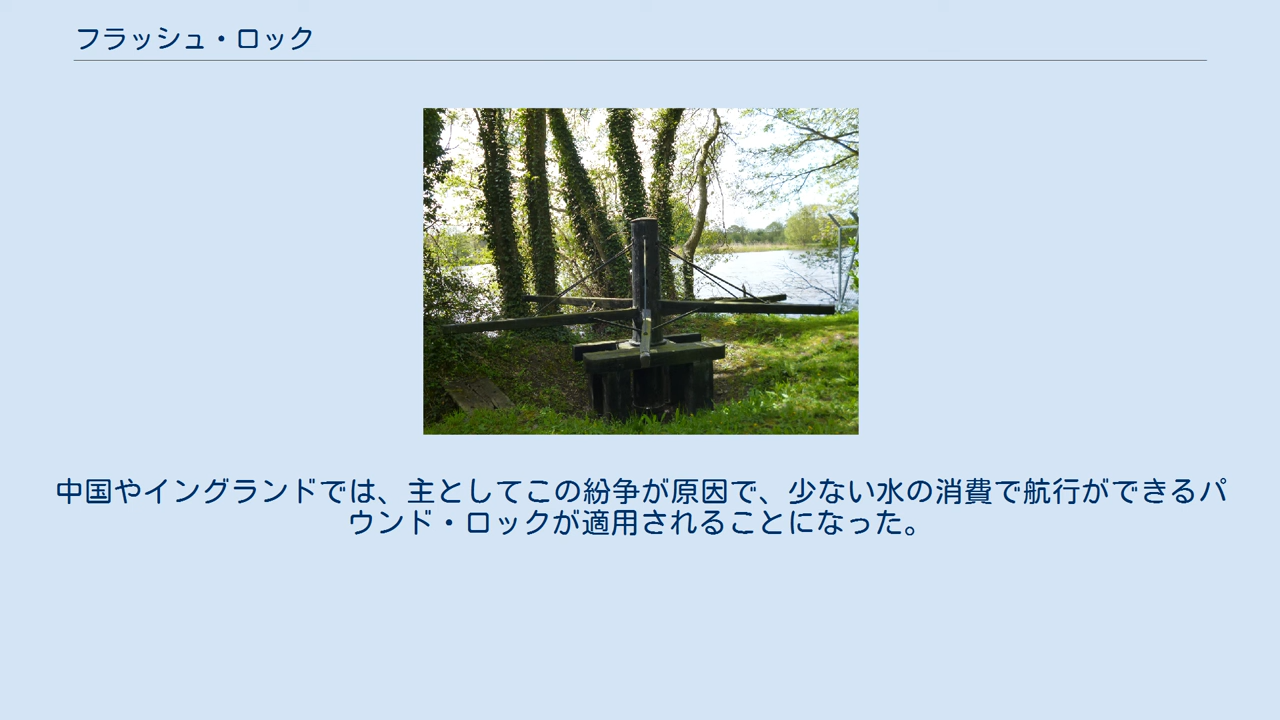 フラッシュ・ロック
中国やイングランドでは、主としてこの紛争が原因で、少ない水の消費で航行ができるパ
ウンド・ロックが適用されることになった。